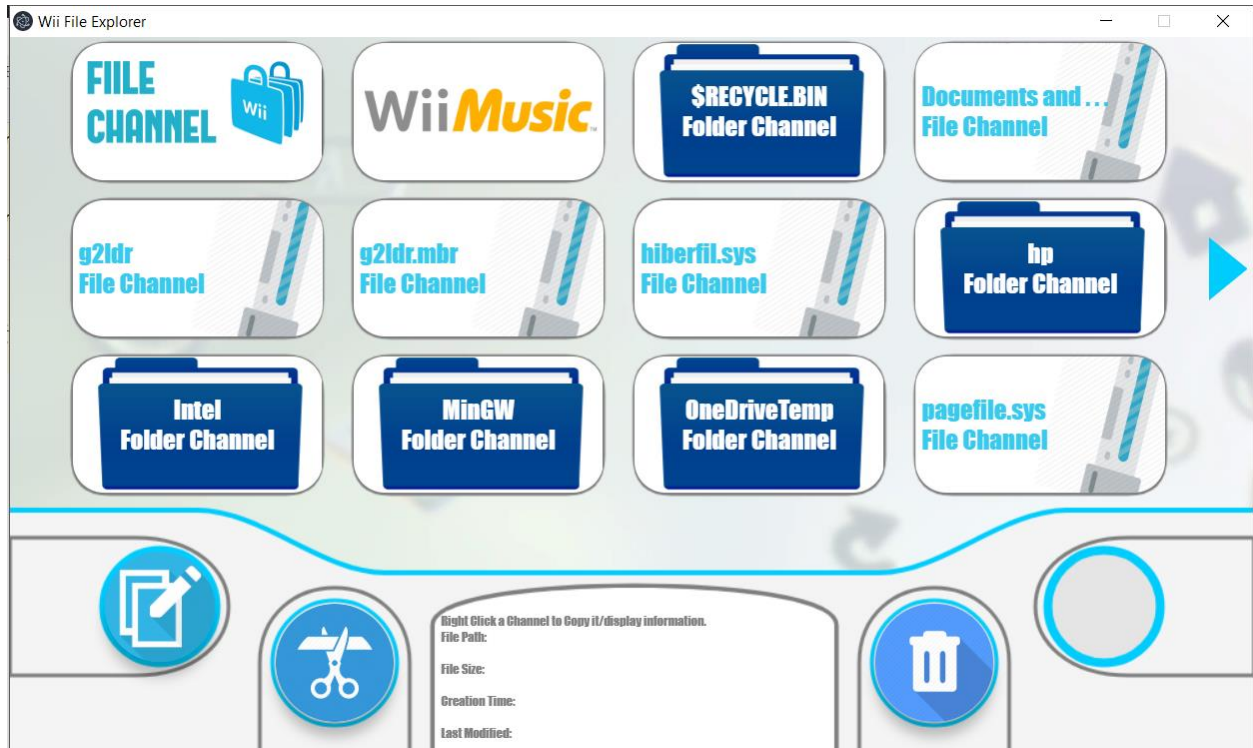 Wii File Explorer
FIILE
CHANNEL
Wii
WiiMusic™
$RECYCLE.BIN
Folder Channel
Documents and ...
File Channel
g2ldr
File Channel
g2ldr.mbr
File Channel
hiberfil.sys
File Channel
hp
Folder Channel
Intel
Folder Channel
MinGW
Folder Channel
OneDriveTemp
Folder Channel
pagefile.sys
File Channel
Right Click a Channel to Copy it/display information.
File Path:
File Size:
Creation Time:
Last Modified: